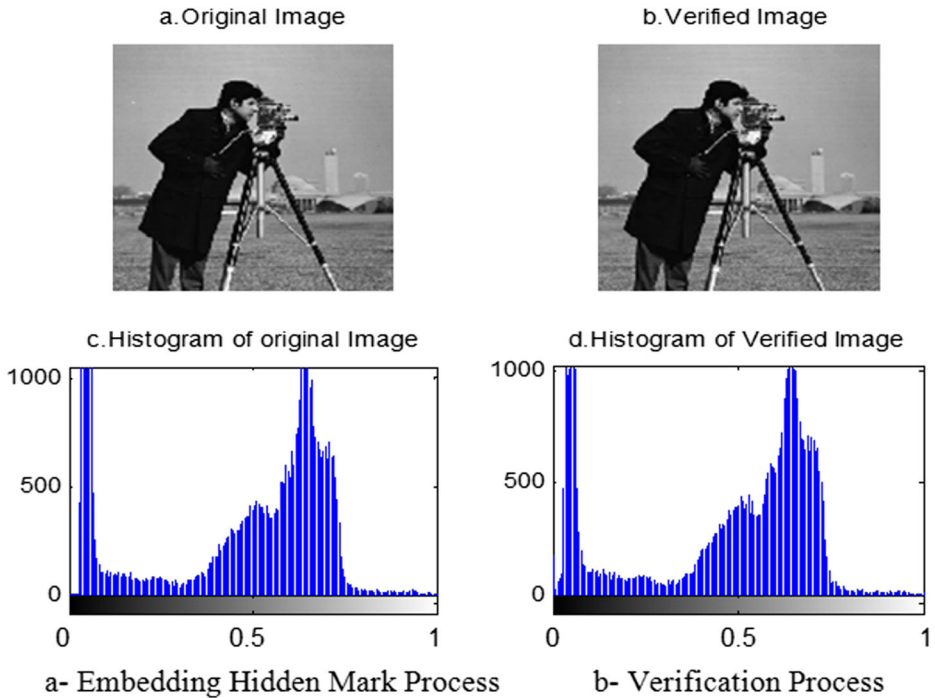 a.Original Image
b.Verified Image
c.Histogram of original Image
d.Histogram of Verified Image
1000
500
0
0
0.5
1
1000
500
0
0
0.5
1
a- Embedding Hidden Mark Process
b- Verification Process